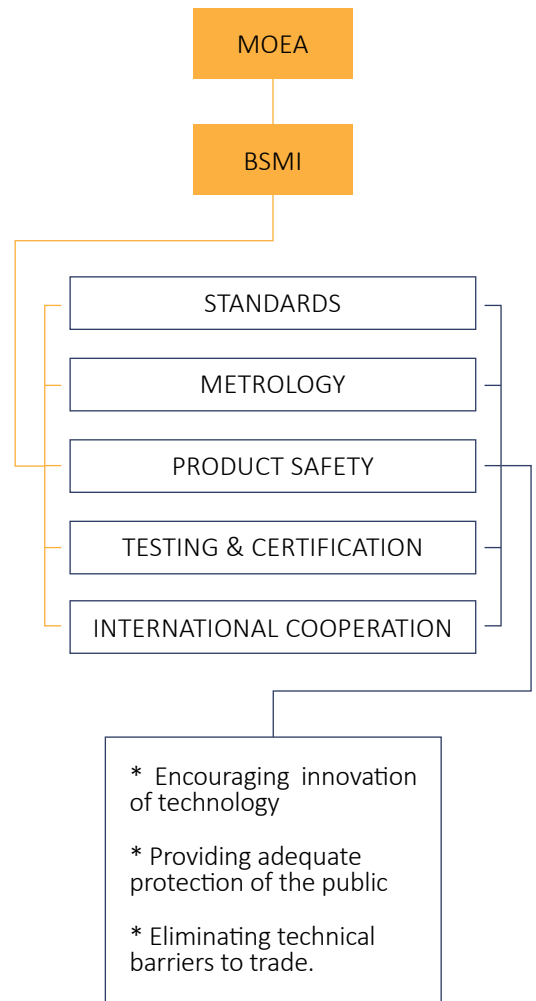 MOEA
BSMI
STANDARDS
METROLOGY
PRODUCT SAFETY
TESTING & CERTIFICATION
INTERNATIONAL COOPERATION
* Encouraging innovation
of technology
* Providing adequate
protection of the public
* Eliminating technical
barriers to trade.